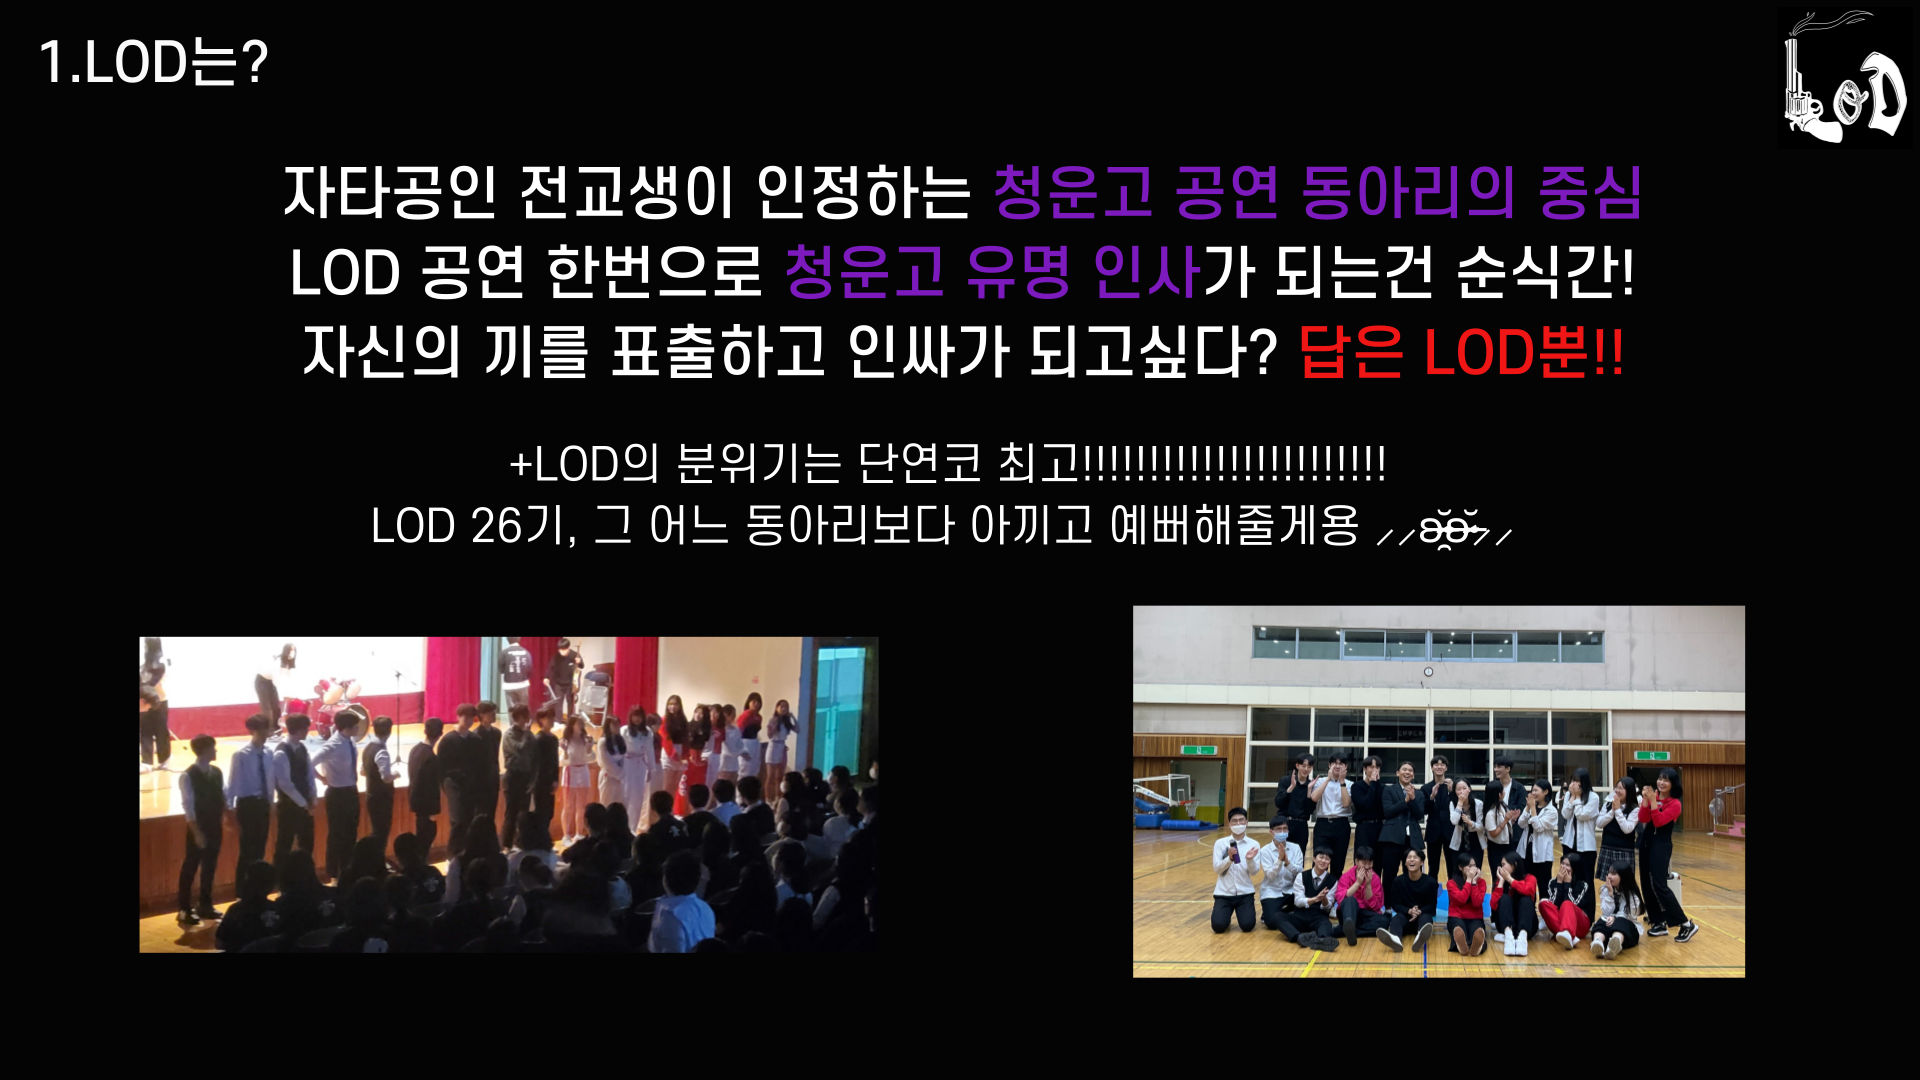 1.LOD는?
LOD
자타공인 전교생이 인정하는 청운고 공연 동아리의 중심
LOD 공연 한번으로 청운고 유명 인사가 되는건 순식간!
자신의 끼를 표출하고 인싸가 되고싶다? 답은 LOD뿐!!
+LOD의 분위기는 단연코 최고!!!!!!!!!!!!!!!!!!!!!!!
LOD 26기, 그 어느 동아리보다 아끼고 예뻐해줄게용